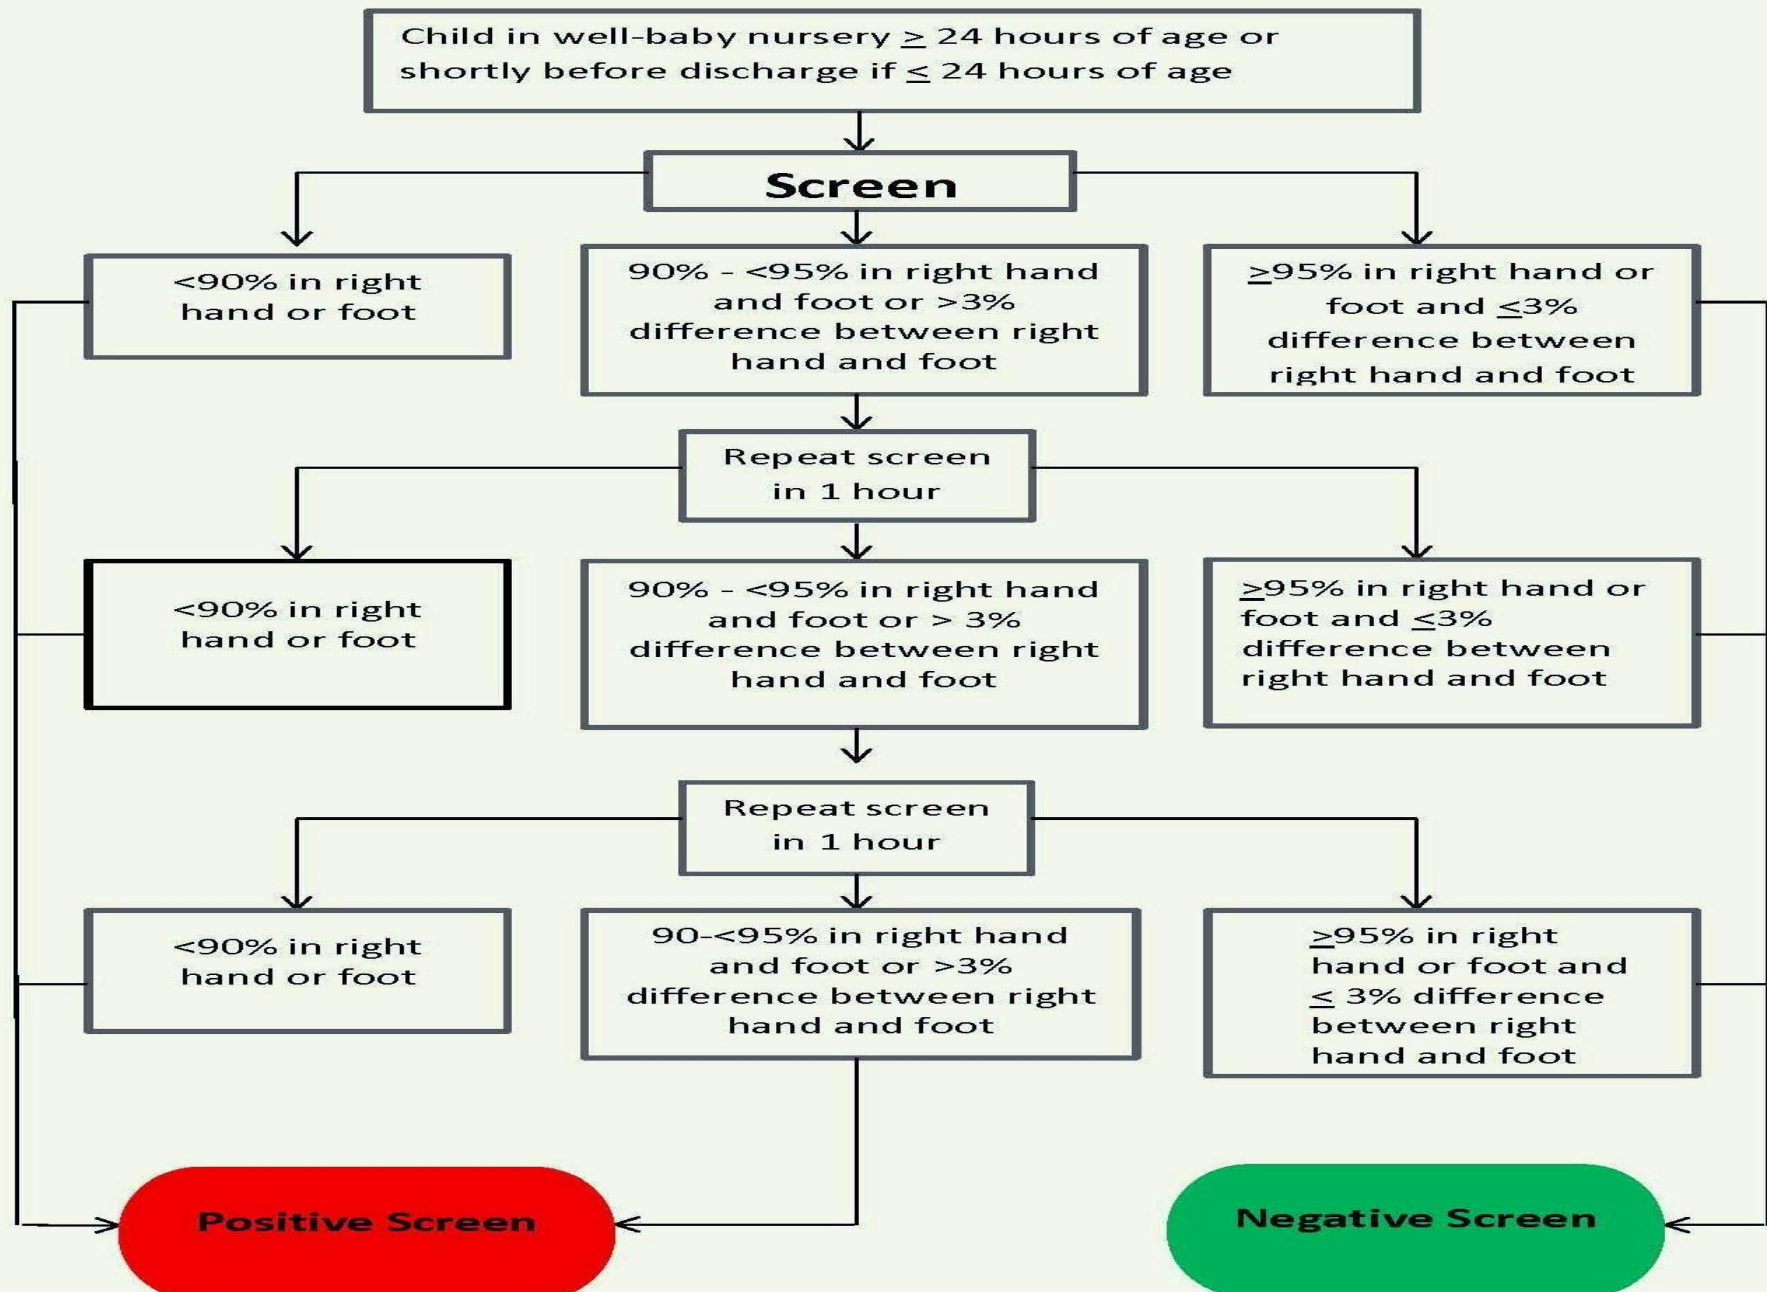 Child in well-baby nursery ≥ 24 hours of age or
shortly before discharge if ≤ 24 hours of age
Screen
<90% in right
hand or foot
90% - <95% in right hand
and foot or >3%
difference between right
hand and foot
≥95% in right hand or
foot and ≤3%
difference between
right hand and foot
Repeat screen
in 1 hour
<90% in right
hand or foot
90% - <95% in right hand
and foot or > 3%
difference between right
hand and foot
≥95% in right hand or
foot and ≤3%
difference between
right hand and foot
Repeat screen
in 1 hour
<90% in right
hand or foot
90-<95% in right hand
and foot or >3%
difference between right
hand and foot
≥95% in right
hand or foot and
≤ 3% difference
between right
hand and foot
Positive Screen
Negative Screen